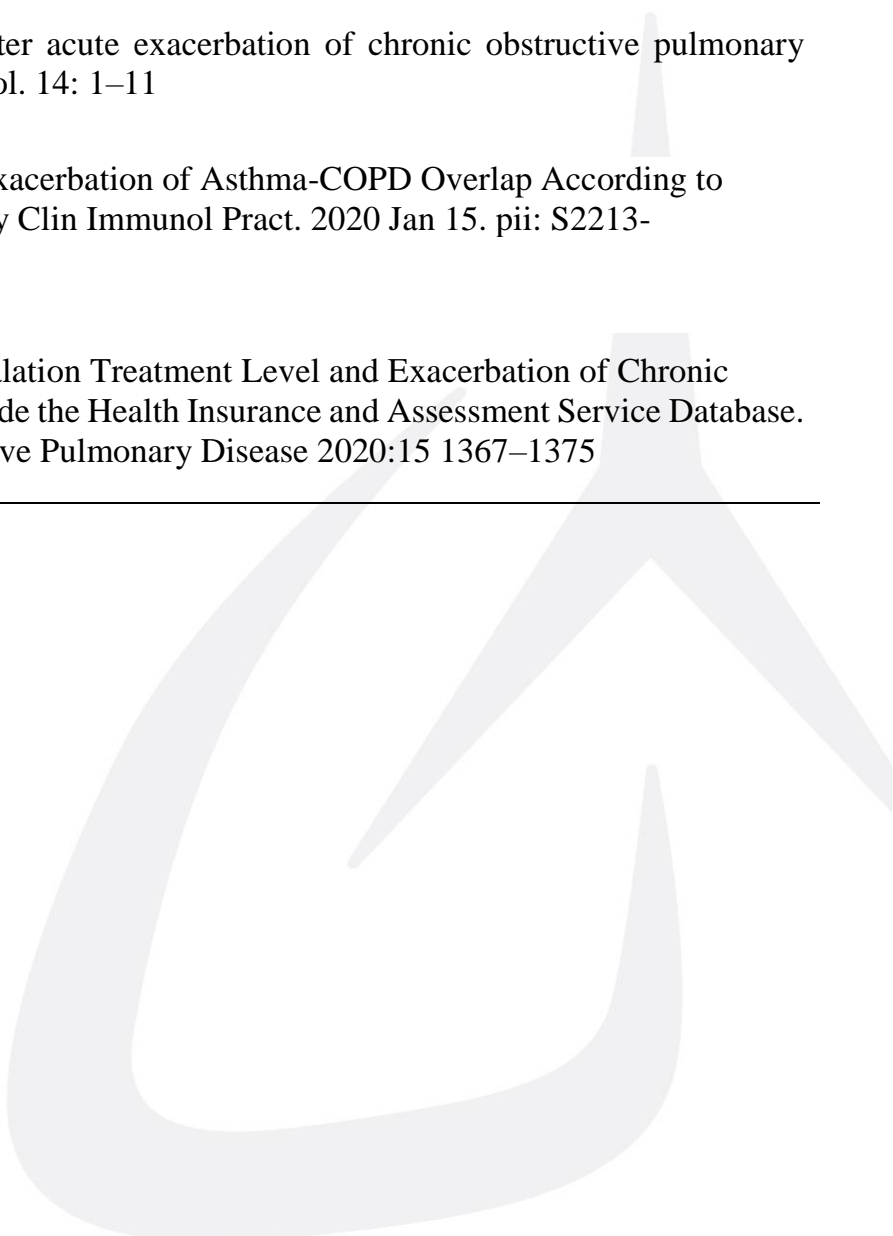 ter acute exacerbation of chronic obstructive pulmonary
ol. 14: 1–11
xacerbation of Asthma-COPD Overlap According to
y Clin Immunol Pract. 2020 Jan 15. pii: S2213-
alation Treatment Level and Exacerbation of Chronic
de the Health Insurance and Assessment Service Database.
ve Pulmonary Disease 2020:15 1367–1375